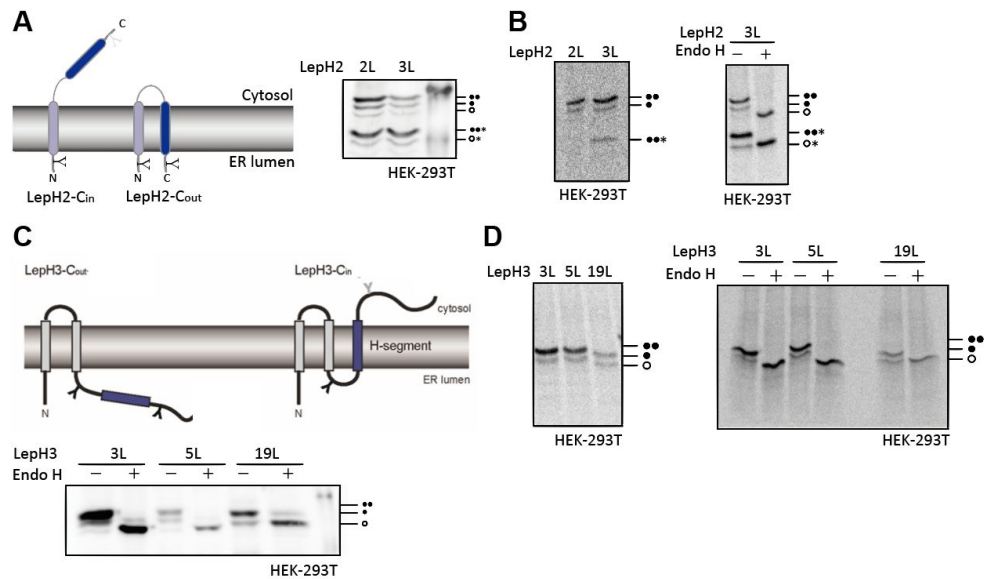 A
C
Cytosol
ER lumen
N
N
C
LepH2-Cin
LepH2-Cout
LepH2 2L 3L
●●
●
○
●●*
○*
HEK-293T
B
LepH2 2L 3L
●●
●
●●*
HEK-293T
LepH2 3L
Endo H − +
●●
●
○
●●*
○*
HEK-293T
C
LepH3-Cout
LepH3-Cin
cytosol
H-segment
ER lumen
N
N
LepH3 3L 5L 19L
Endo H − + − + − +
●●
●
○
HEK-293T
D
LepH3 3L 5L 19L
●●
●
○
HEK-293T
LepH3 3L 5L 19L
Endo H − + − + − +
●●
●
○
HEK-293T